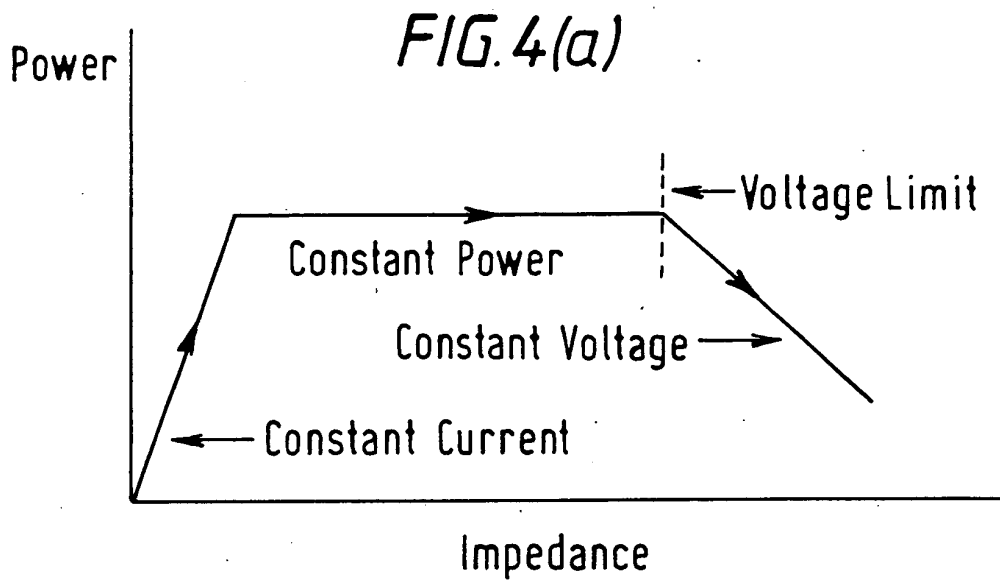 FIG. 4(a)
Power
Voltage Limit
Constant Power
Constant Voltage
Constant Current
Impedance